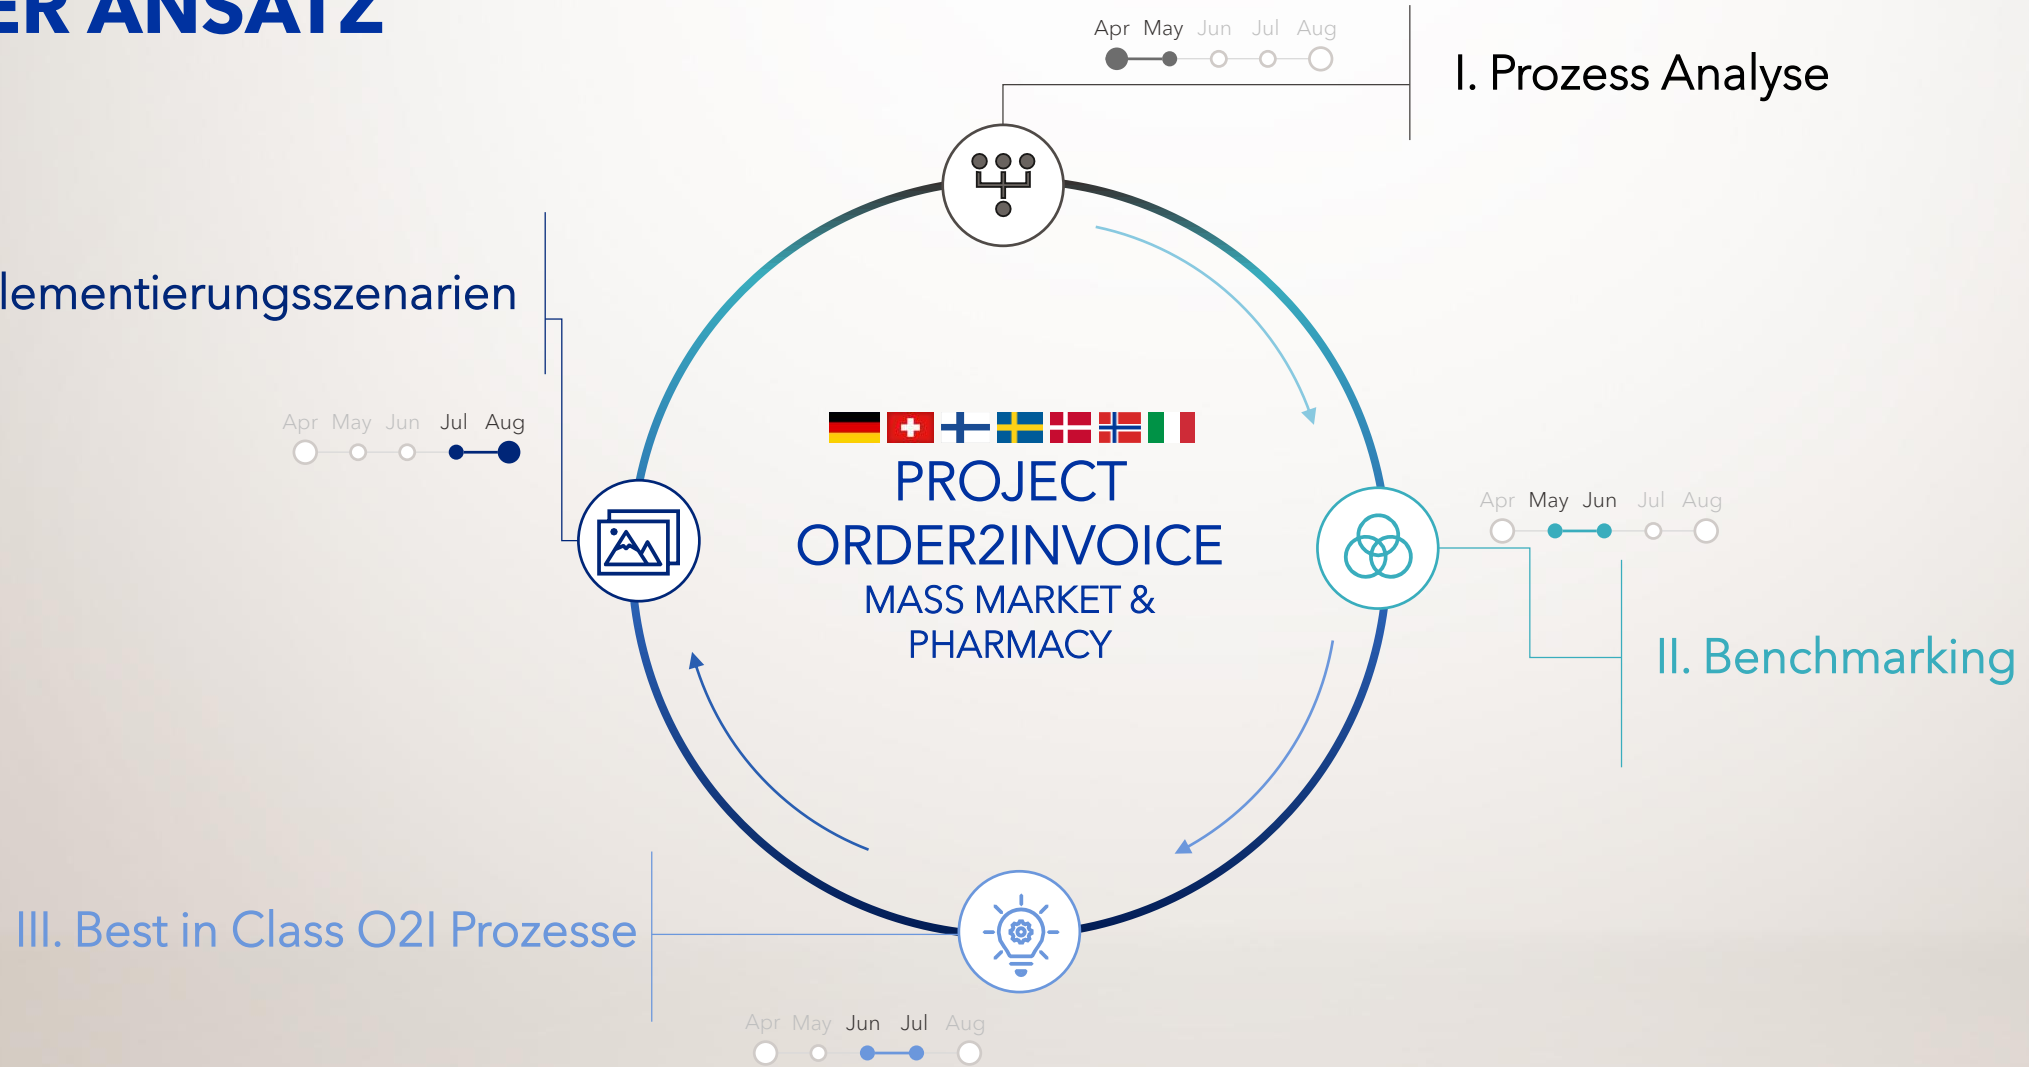 ER ANSATZ
Apr May Jun Jul Aug
I. Prozess Analyse
lementierungsszenarien
Apr May Jun Jul Aug
PROJECT
ORDER2INVOICE
MASS MARKET &
PHARMACY
Apr May Jun Jul Aug
II. Benchmarking
III. Best in Class O2I Prozesse
Apr May Jun Jul Aug